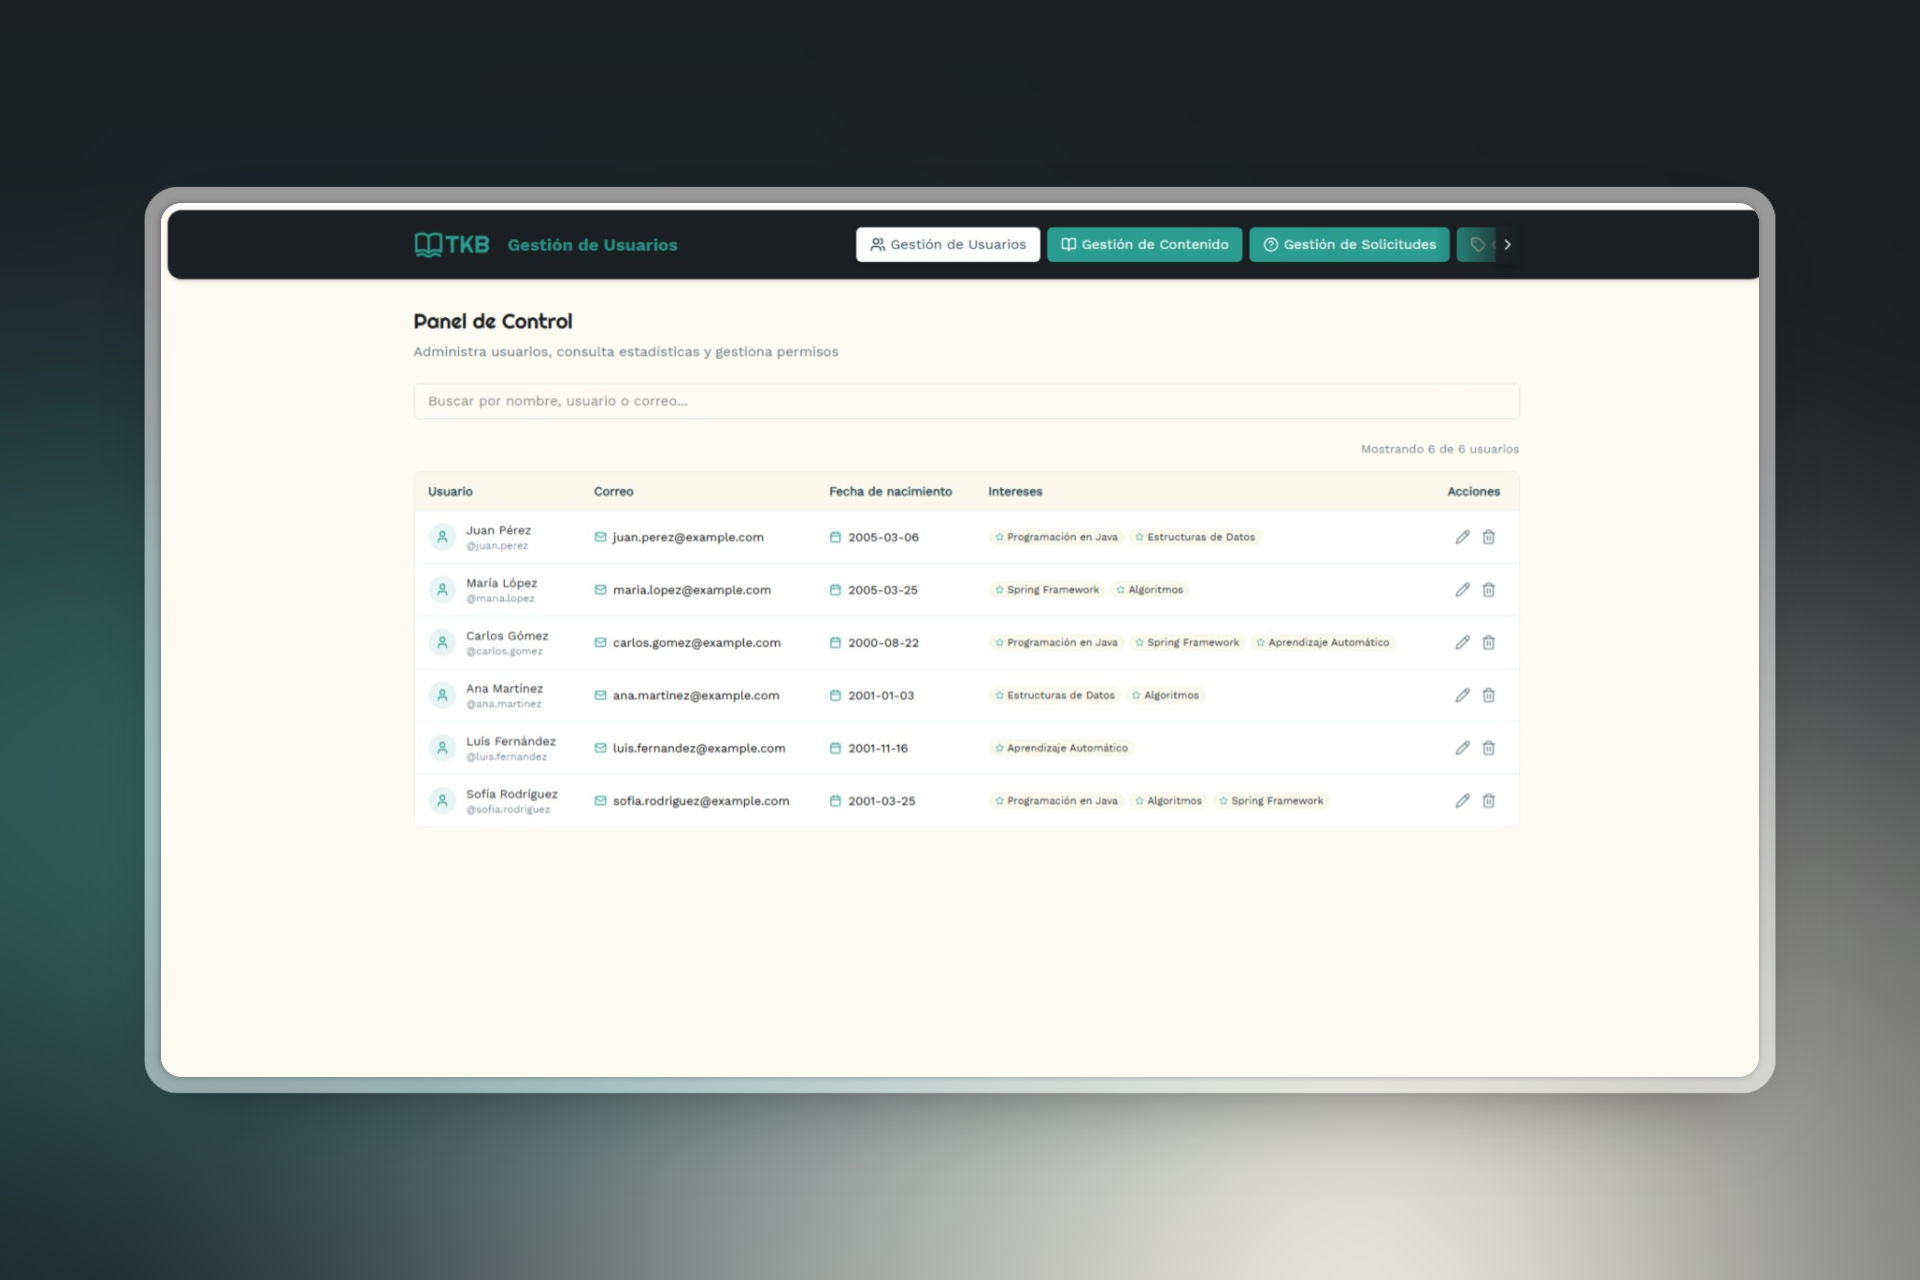 TKB Gestión de Usuarios Gestión de Usuarios Gestión de Contenido Gestión de Solicitudes
Panel de Control
Administra usuarios, consulta estadísticas y gestiona permisos
Buscar por nombre, usuario o correo...
Mostrando 6 de 6 usuarios
Usuario Correo Fecha de nacimiento Intereses Acciones
Juan Pérez
@juan.perez
juan.perez@example.com 2005-03-06 Programación en Java Estructuras de Datos
María López
@maria.lopez
maria.lopez@example.com 2005-03-25 Spring Framework Algoritmos
Carlos Gómez
@carlos.gomez
carlos.gomez@example.com 2000-08-22 Programación en Java Spring Framework Aprendizaje Automático
Ana Martínez
@ana.martinez
ana.martinez@example.com 2001-01-03 Estructuras de Datos Algoritmos
Luis Fernández
@luis.fernandez
luis.fernandez@example.com 2001-11-16 Aprendizaje Automático
Sofía Rodríguez
@sofia.rodriguez
sofia.rodriguez@example.com 2001-03-25 Programación en Java Algoritmos Spring Framework